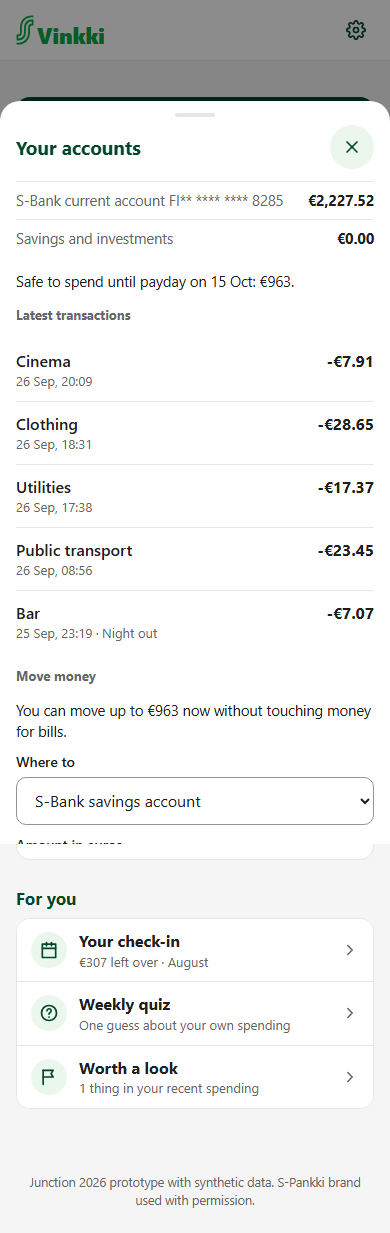 Vinkki
Your accounts
S-Bank current account FI** **** **** 8285 €2,227.52
Savings and investments €0.00
Safe to spend until payday on 15 Oct: €963.
Latest transactions
Cinema -€7.91
26 Sep, 20:09
Clothing -€28.65
26 Sep, 18:31
Utilities -€17.37
26 Sep, 17:38
Public transport -€23.45
26 Sep, 08:56
Bar -€7.07
25 Sep, 23:19 · Night out
Move money
You can move up to €963 now without touching money
for bills.
Where to
S-Bank savings account
Amount in euros
For you
Your check-in
€307 left over · August
Weekly quiz
One guess about your own spending
Worth a look
1 thing in your recent spending
Junction 2026 prototype with synthetic data. S-Pankki brand
used with permission.